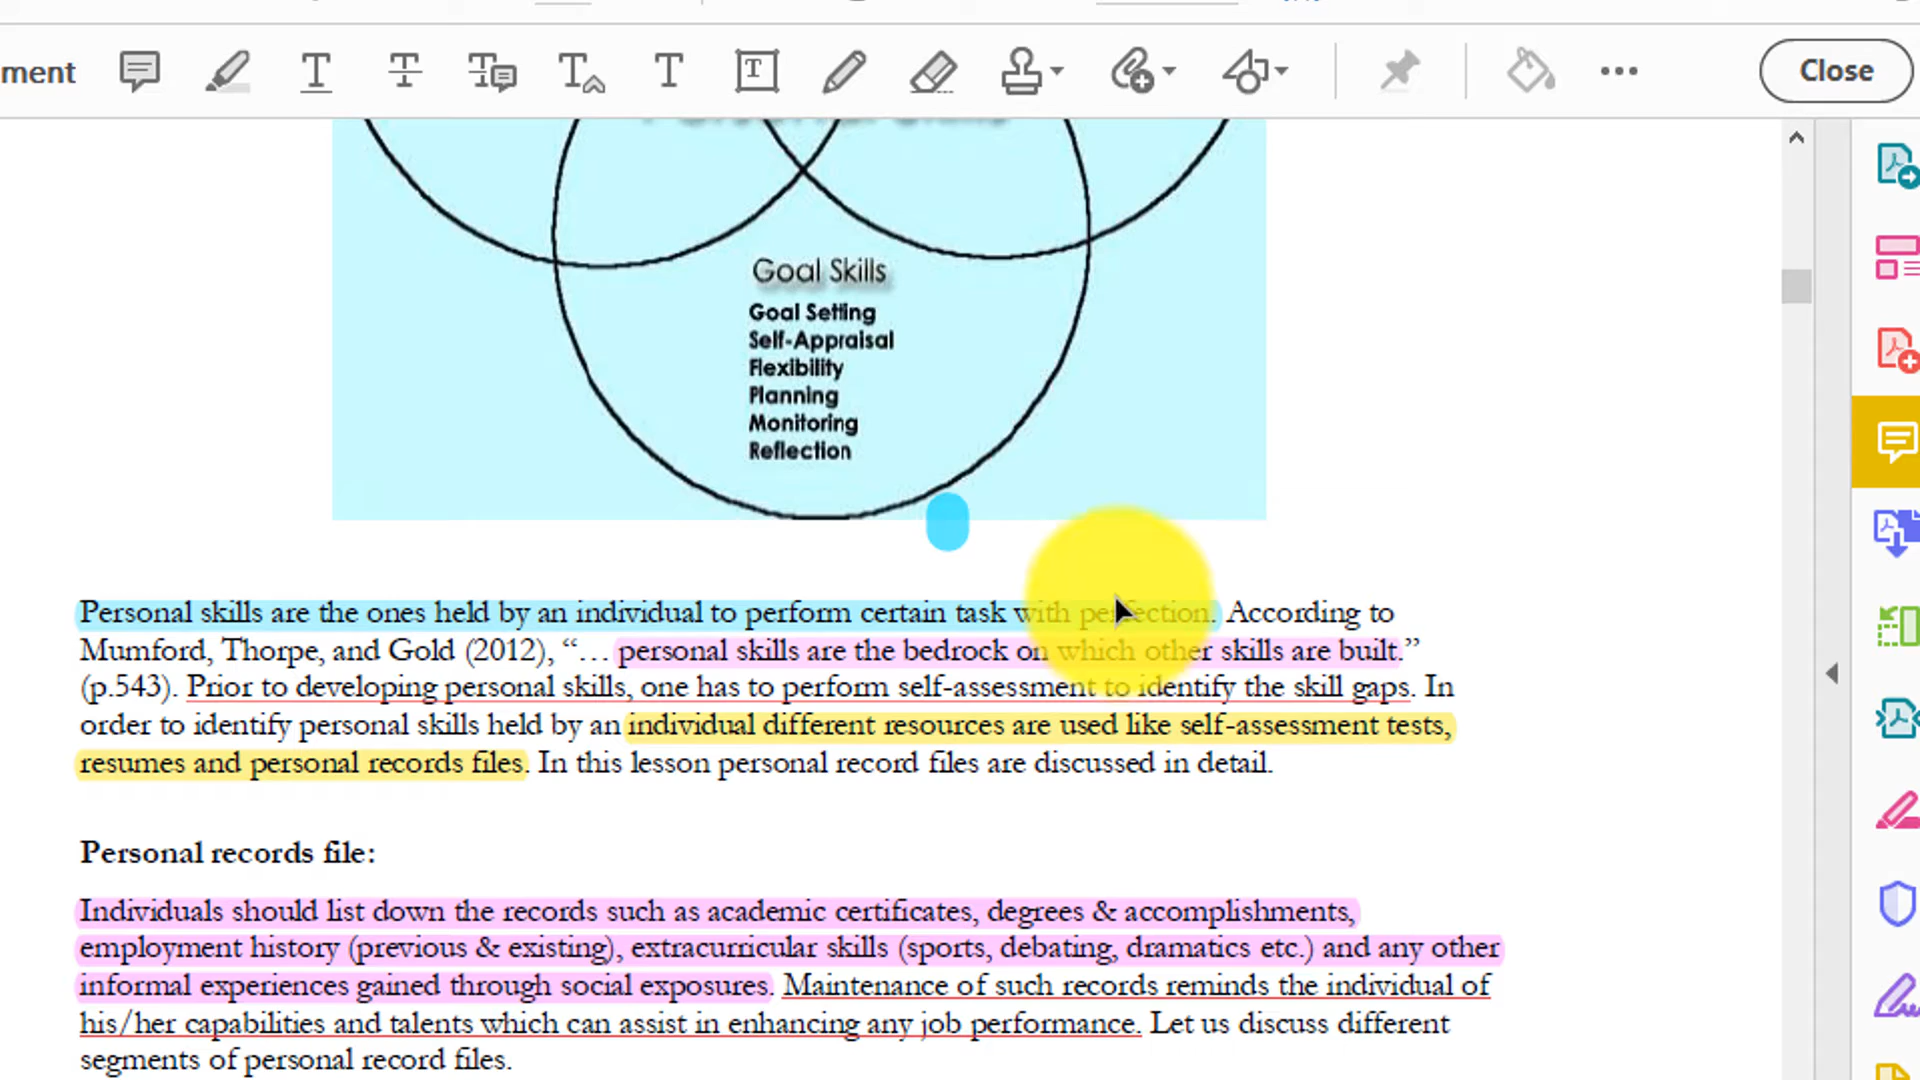 ment
Close
Goal Skills
Goal Setting
Self-Appraisal
Flexibility
Planning
Monitoring
Reflection
Personal skills are the ones held by an individual to perform certain task with perfection. According to
Mumford, Thorpe, and Gold (2012), “… personal skills are the bedrock on which other skills are built.”
(p.543). Prior to developing personal skills, one has to perform self-assessment to identify the skill gaps. In
order to identify personal skills held by an individual different resources are used like self-assessment tests,
resumes and personal records files. In this lesson personal record files are discussed in detail.
Personal records file:
Individuals should list down the records such as academic certificates, degrees & accomplishments,
employment history (previous & existing), extracurricular skills (sports, debating, dramatics etc.) and any other
informal experiences gained through social exposures. Maintenance of such records reminds the individual of
his/her capabilities and talents which can assist in enhancing any job performance. Let us discuss different
segments of personal record files.